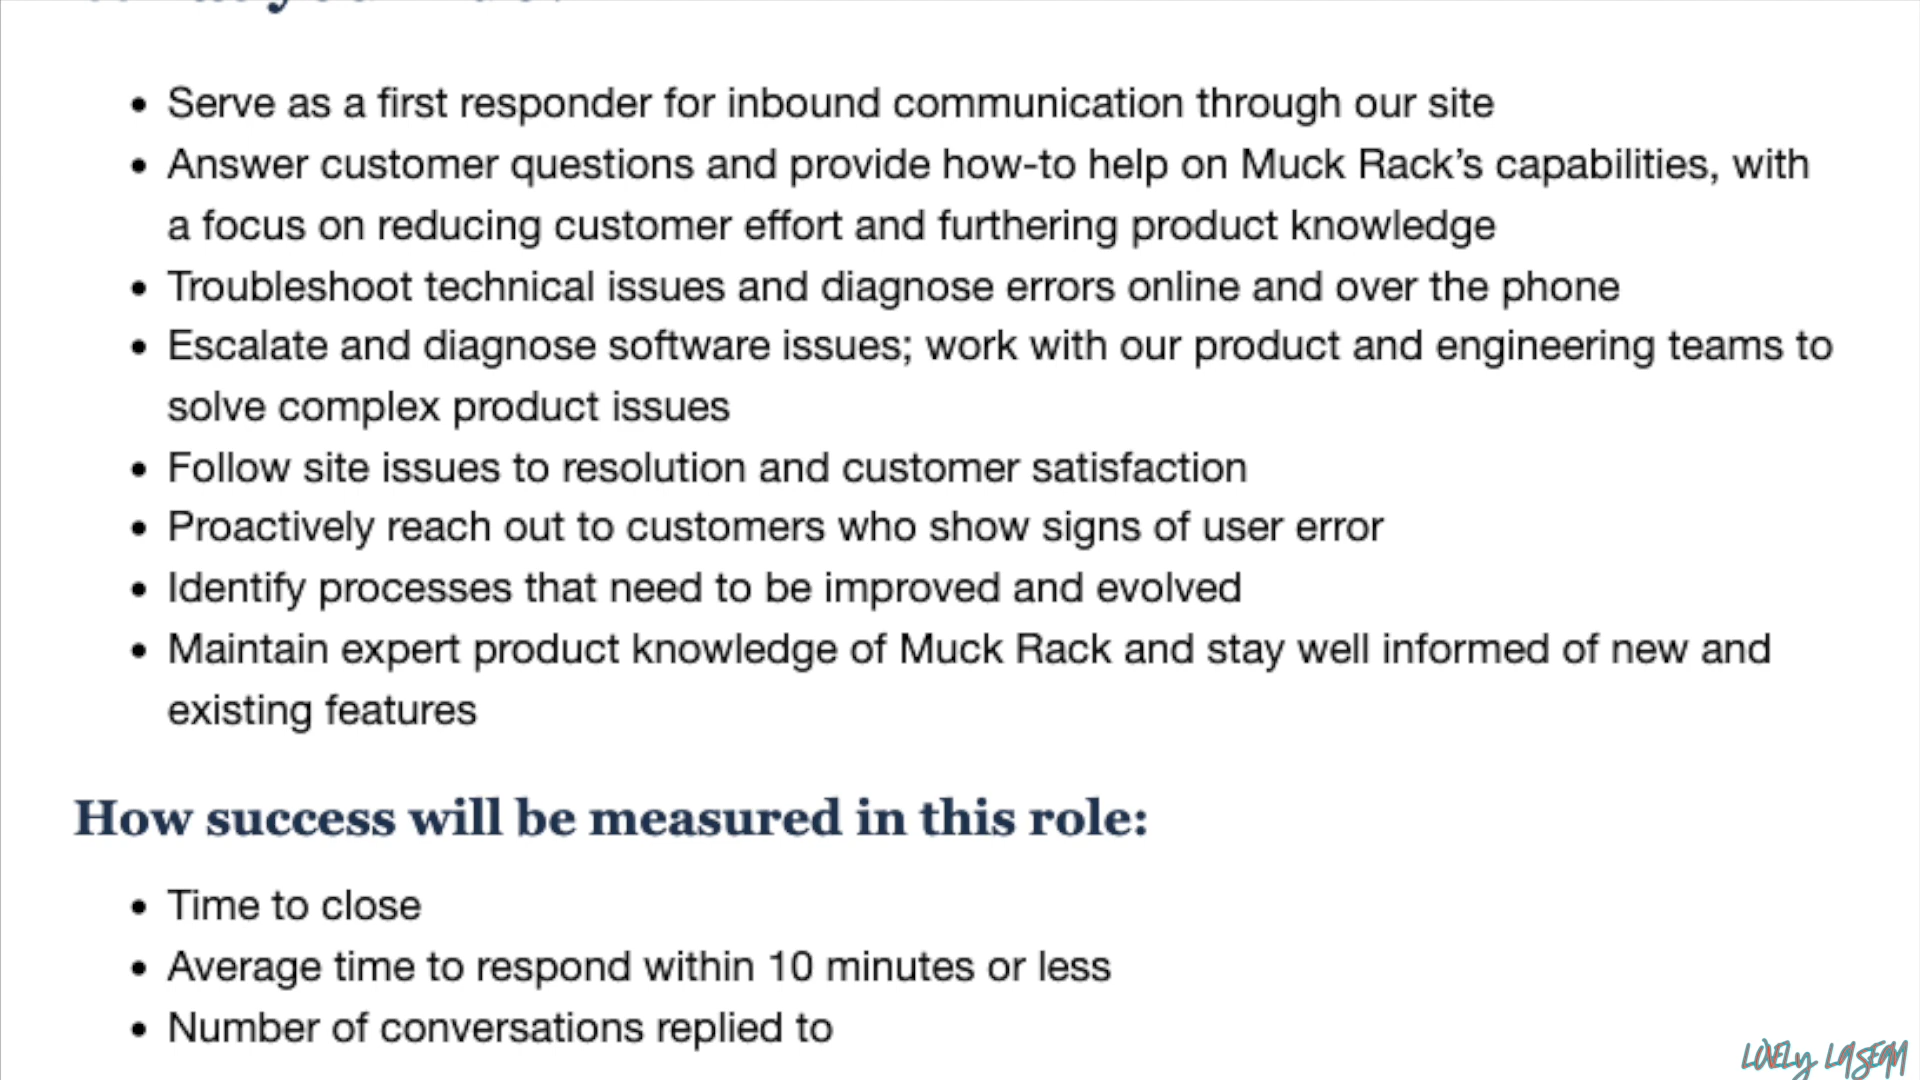 Serve as a first responder for inbound communication through our site
Answer customer questions and provide how-to help on Muck Rack’s capabilities, with
a focus on reducing customer effort and furthering product knowledge
Troubleshoot technical issues and diagnose errors online and over the phone
Escalate and diagnose software issues; work with our product and engineering teams to
solve complex product issues
Follow site issues to resolution and customer satisfaction
Proactively reach out to customers who show signs of user error
Identify processes that need to be improved and evolved
Maintain expert product knowledge of Muck Rack and stay well informed of new and
existing features
How success will be measured in this role:
Time to close
Average time to respond within 10 minutes or less
Number of conversations replied to